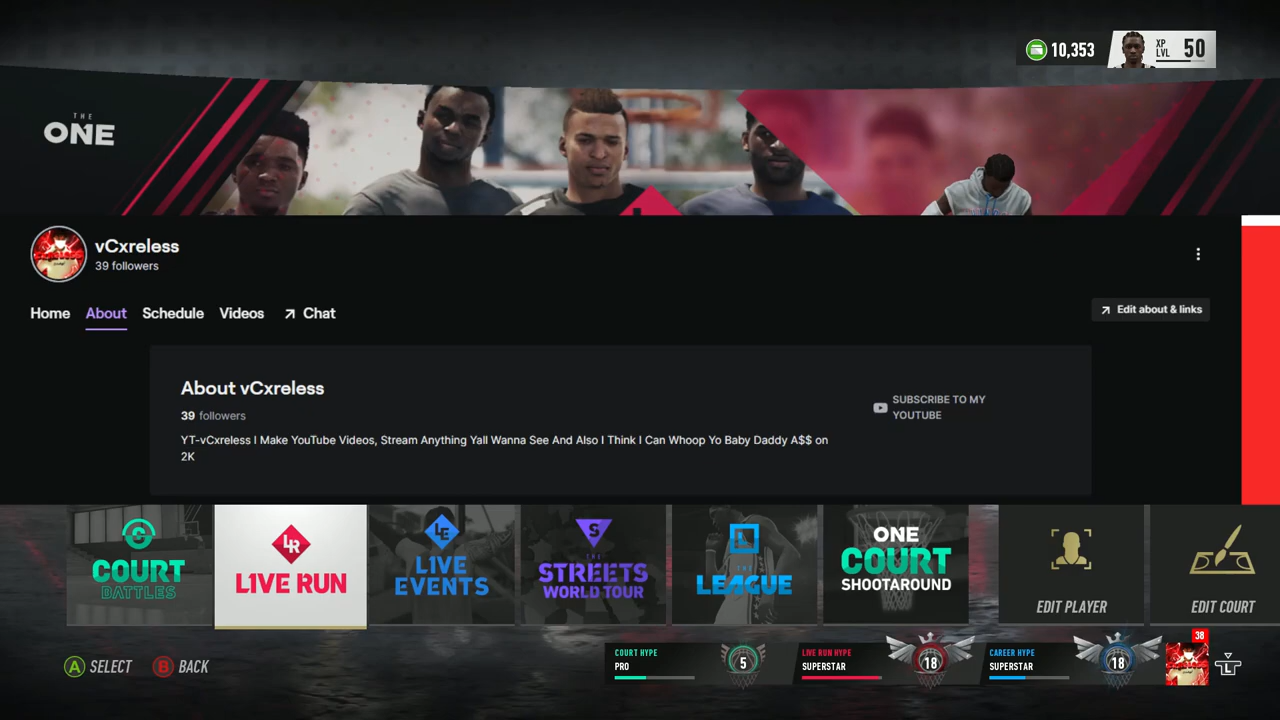 10,353
XP
LVL
50
THE
ONE
vCxreless
39 followers
Home
About
Schedule
Videos
Chat
Edit about & links
About vCxreless
39 followers
SUBSCRIBE TO MY
YOUTUBE
YT-vCxreless I Make YouTube Videos, Stream Anything Yall Wanna See And Also I Think I Can Whoop Yo Baby Daddy A$$ on
2K
COURT
BATTLES
LR
L1VE RUN
LE
L1VE
EVENTS
S
THE
STREETS
WORLD TOUR
THE
LEAGUE
ONE
COURT
SHOOTAROUND
EDIT PLAYER
EDIT COURT
A SELECT
B BACK
COURT HYPE
PRO
5
LIVE RUN HYPE
SUPERSTAR
18
CAREER HYPE
SUPERSTAR
18
38
L